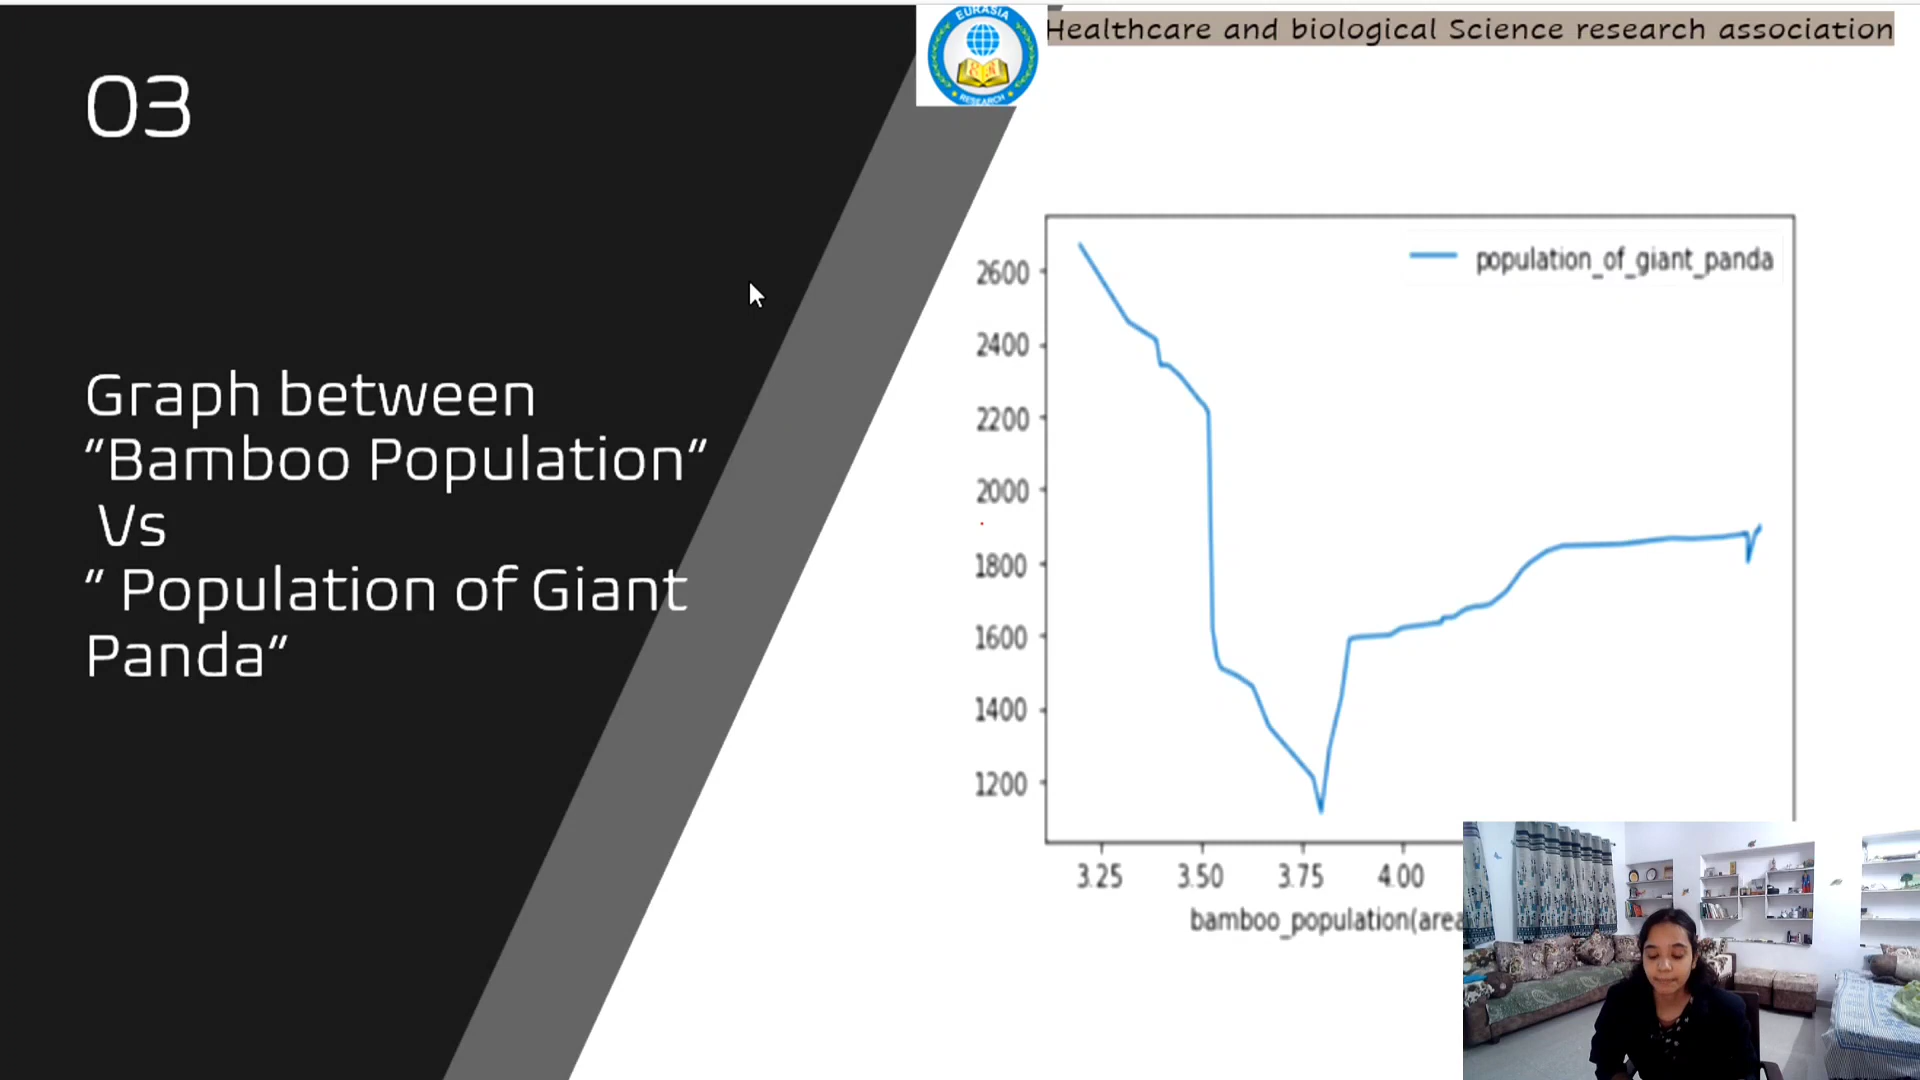 03
Graph between
“Bamboo Population”
Vs
“ Population of Giant
Panda”
EURASIA
RESEARCH
Healthcare and biological Science research association
population_of_giant_panda
2600
2400
2200
2000
1800
1600
1400
1200
3.25 3.50 3.75 4.00
bamboo_population(area